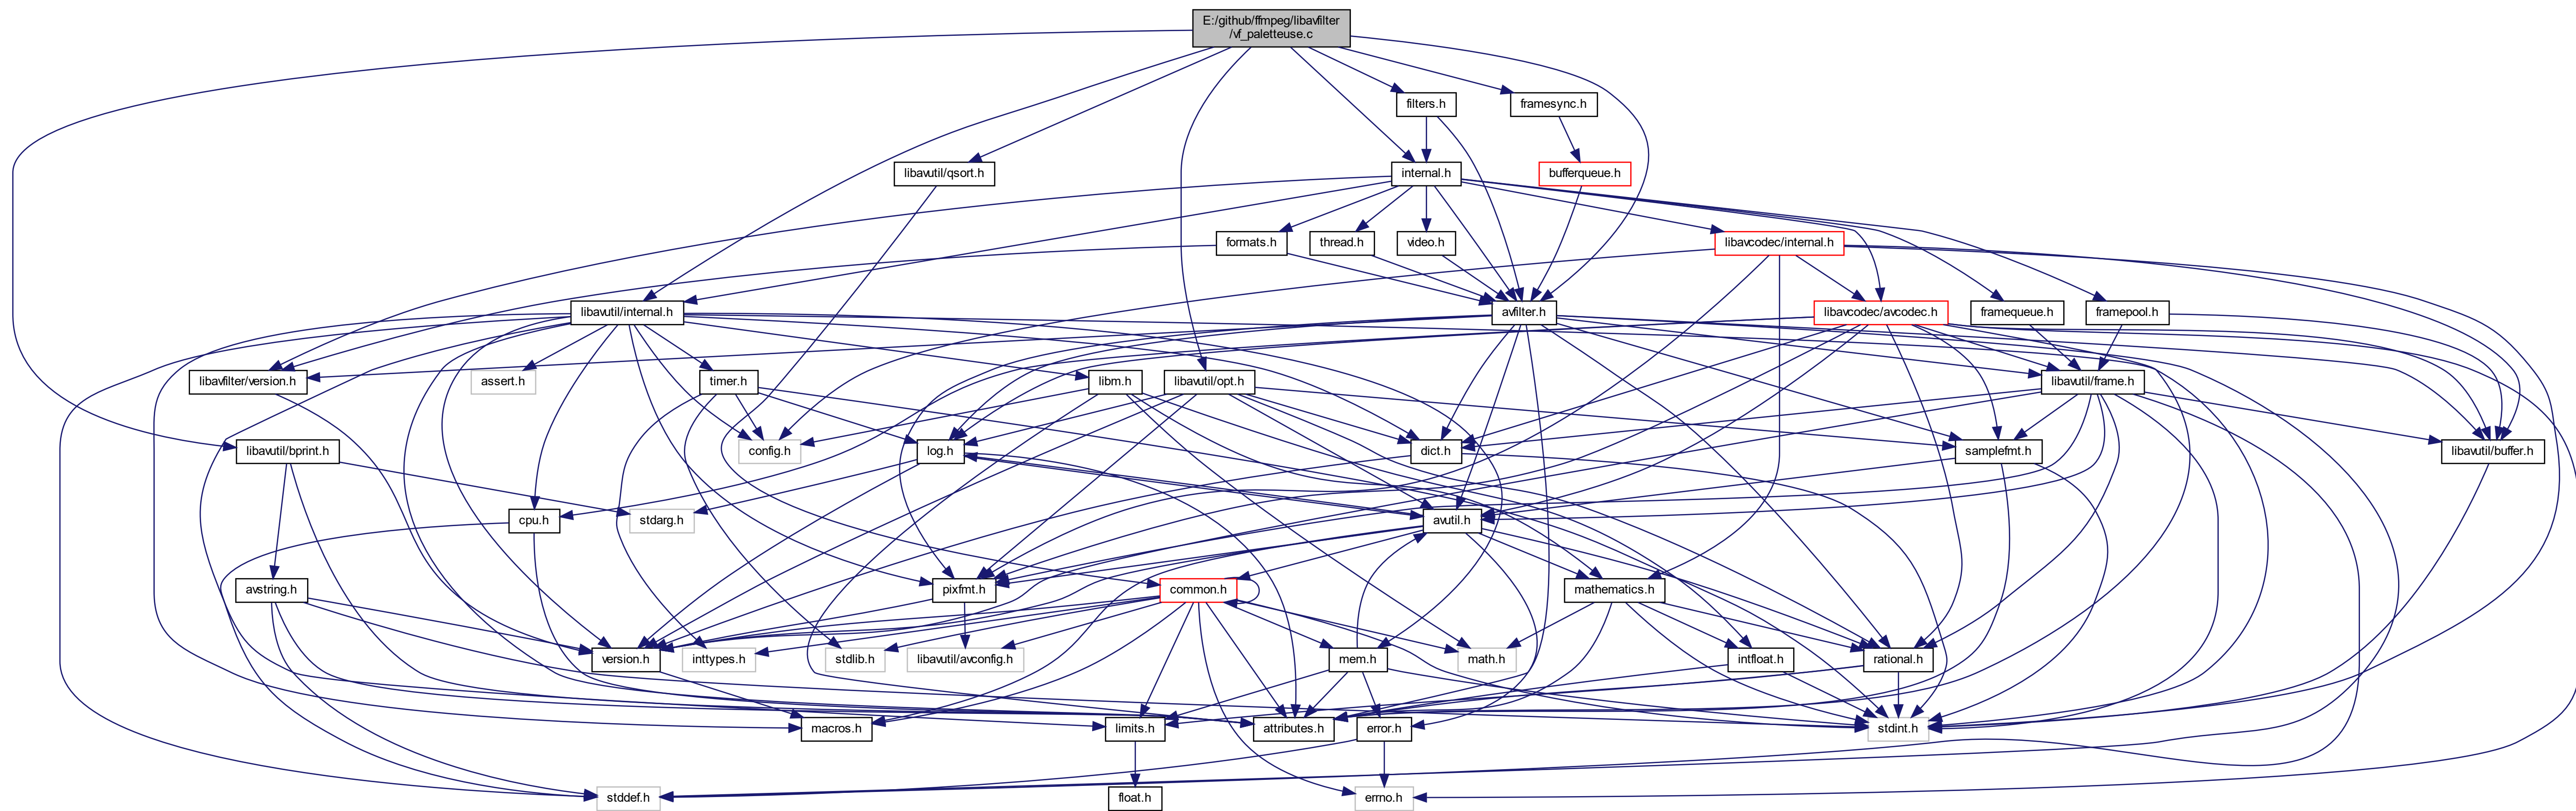 E:/github/ffmpeg/libavfilter
/vf_paletteuse.c
filters.h
framesync.h
libavutil/qsort.h
internal.h
bufferqueue.h
formats.h
thread.h
video.h
libavcodec/internal.h
libavutil/internal.h
avfilter.h
libavcodec/avcodec.h
framequeue.h
framepool.h
libavfilter/version.h
assert.h
timer.h
libm.h
libavutil/opt.h
libavutil/frame.h
libavutil/bprint.h
config.h
log.h
dict.h
samplefmt.h
libavutil/buffer.h
cpu.h
stdarg.h
avutil.h
avstring.h
pixfmt.h
common.h
mathematics.h
version.h
inttypes.h
stdlib.h
libavutil/avconfig.h
mem.h
math.h
intfloat.h
rational.h
macros.h
limits.h
attributes.h
error.h
stdint.h
stddef.h
float.h
errno.h